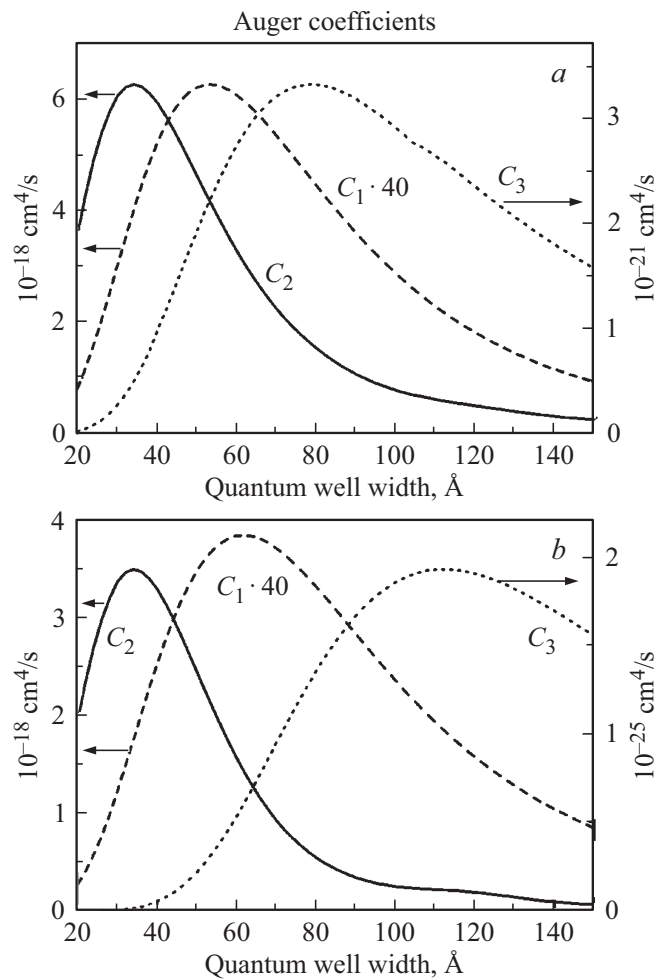 Auger coefficients
a
6
4
2
0
10⁻¹⁸ cm⁴/s
3
2
1
0
10⁻²¹ cm⁴/s
C₃
C₁ · 40
C₂
20 40 60 80 100 120 140
Quantum well width, Å
b
4
3
2
1
0
10⁻¹⁸ cm⁴/s
2
1
0
10⁻²⁵ cm⁴/s
C₁ · 40
C₂
C₃
20 40 60 80 100 120 140
Quantum well width, Å